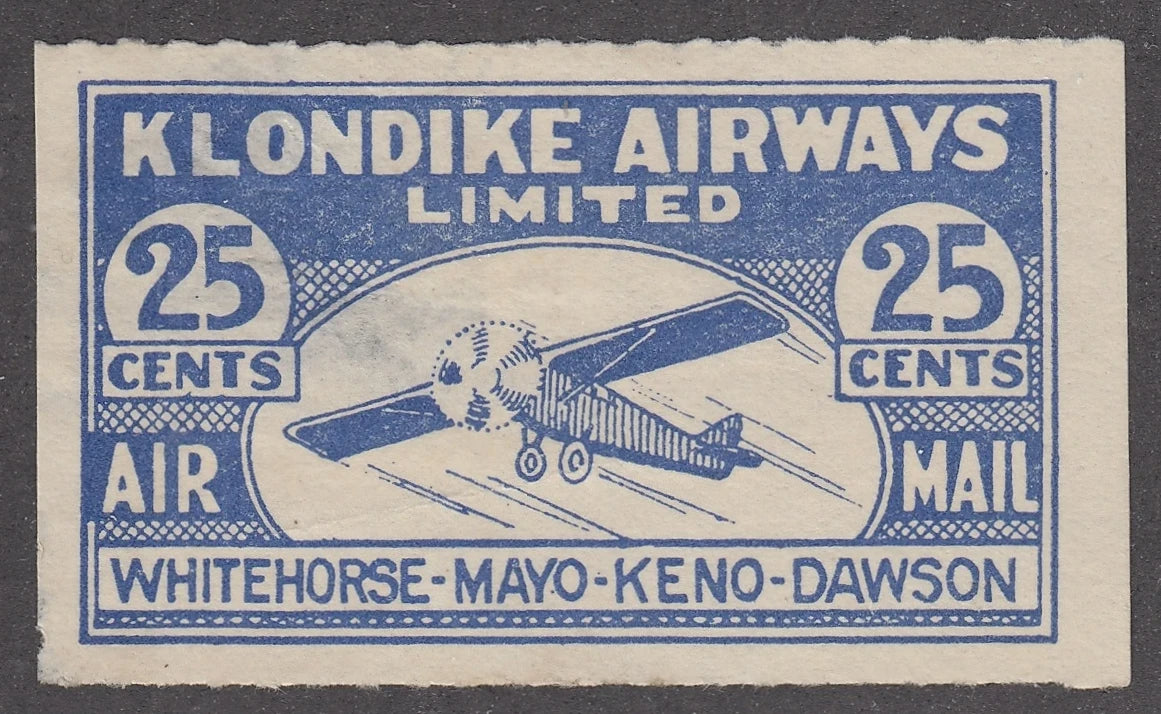 KLONDIKE AIRWAYS
LIMITED
25 25
CENTS CENTS
AIR MAIL
WHITEHORSE-MAYO-KENO-DAWSON